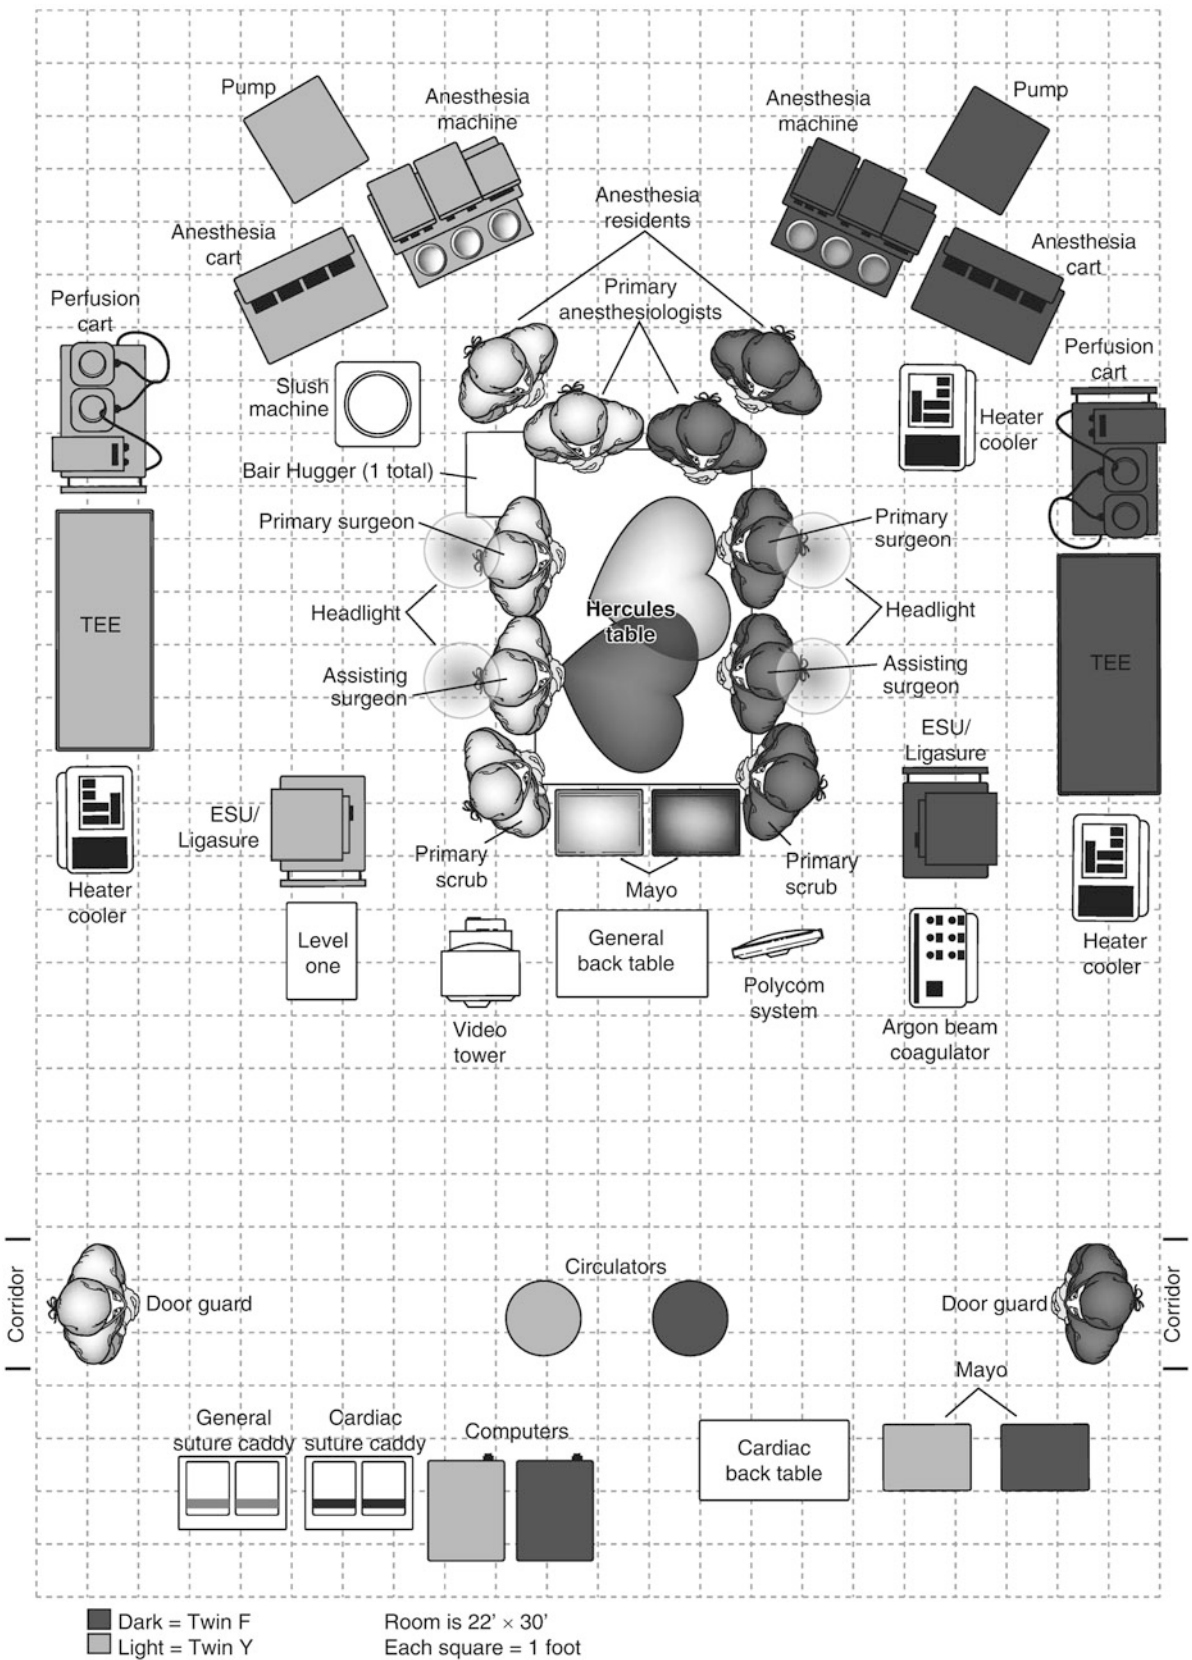 Pump
Anesthesia
machine
Anesthesia
machine
Pump
Anesthesia
residents
Anesthesia
cart
Anesthesia
cart
Primary
anesthesiologists
Perfusion
cart
Perfusion
cart
Slush
machine
Heater
cooler
Bair Hugger (1 total)
Primary surgeon
Primary
surgeon
Headlight
Hercules
table
Headlight
TEE
TEE
Assisting
surgeon
Assisting
surgeon
ESU/
Ligasure
ESU/
Ligasure
Primary
scrub
Primary
scrub
Mayo
Heater
cooler
Level
one
General
back table
Heater
cooler
Polycom
system
Video
tower
Argon beam
coagulator
Corridor
Door guard
Circulators
Door guard
Corridor
Mayo
General
suture caddy
Cardiac
suture caddy
Computers
Cardiac
back table
Dark = Twin F
Light = Twin Y
Room is 22' × 30'
Each square = 1 foot